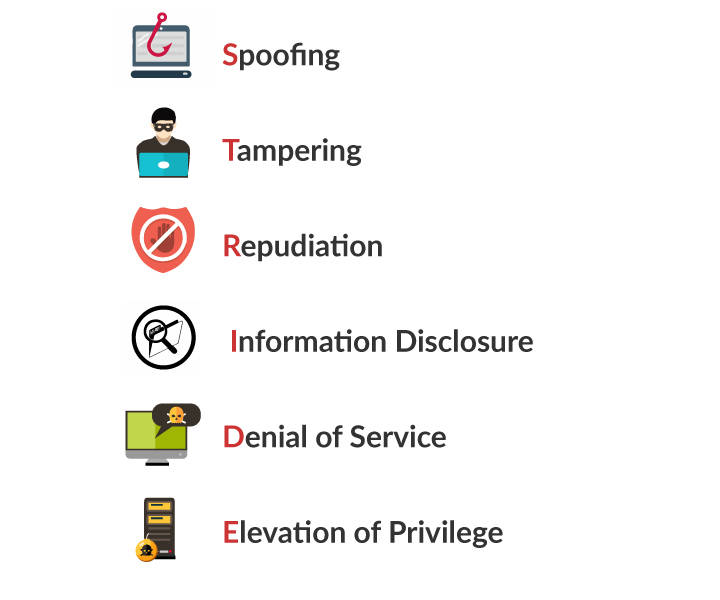 Spoofing
Tampering
Repudiation
Information Disclosure
Denial of Service
Elevation of Privilege